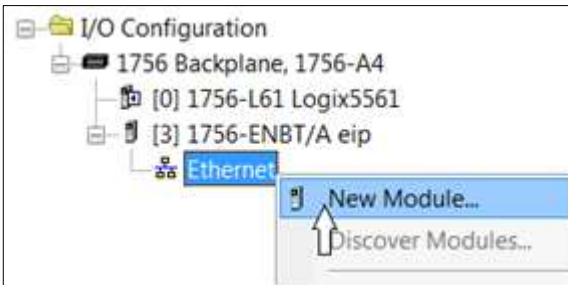 I/O Configuration
1756 Backplane, 1756-A4
[0] 1756-L61 Logix5561
[3] 1756-ENBT/A eip
Ethernet
New Module...
Discover Modules...